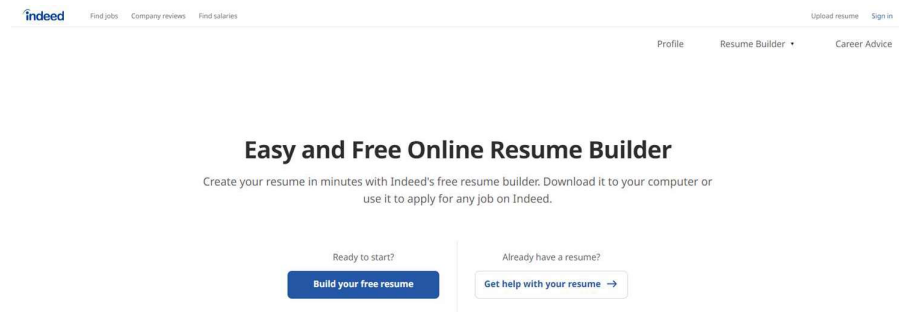 indeed Find jobs Company reviews Find salaries Upload resume Sign in
Profile Resume Builder Career Advice
Easy and Free Online Resume Builder
Create your resume in minutes with Indeed's free resume builder. Download it to your computer or
use it to apply for any job on Indeed.
Ready to start?
Build your free resume
Already have a resume?
Get help with your resume →